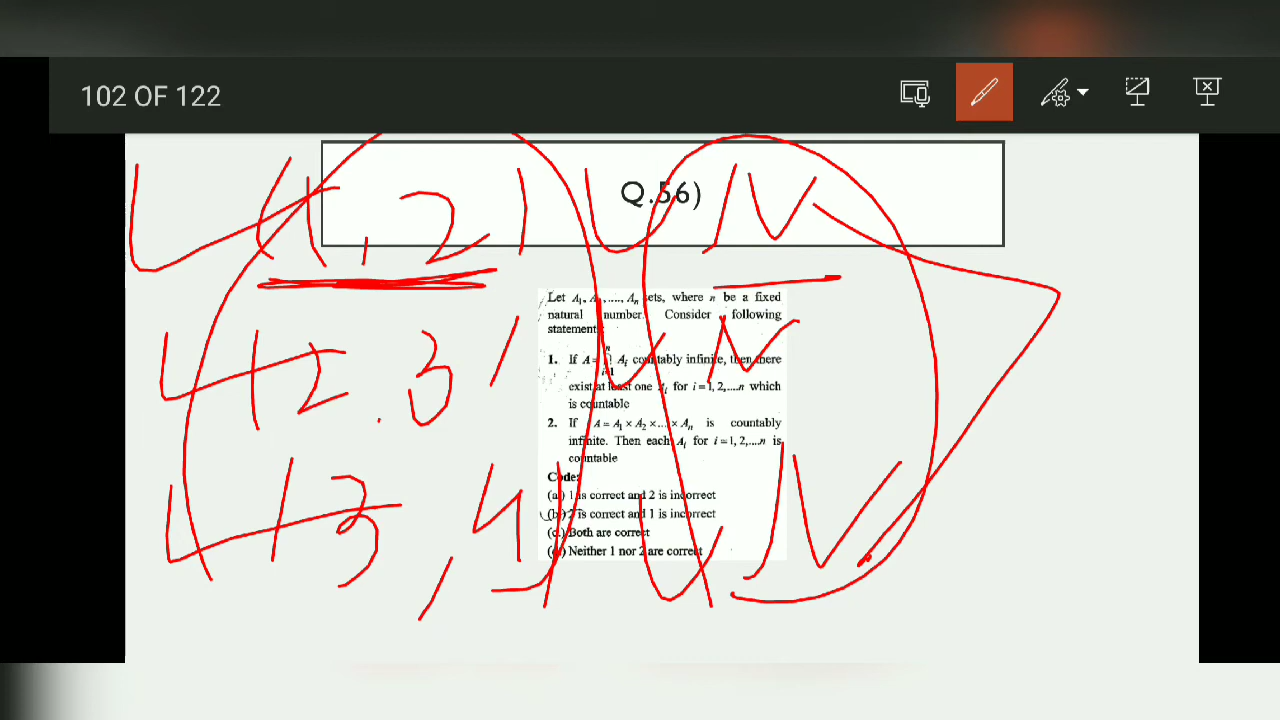 102 OF 122
Q.56)
(1, 2) U N
(2.3) U N
(3, 4) U N
Let A₁, A₂, ...., Aₙ sets, where n be a fixed
natural number. Consider following
statements
1. If A = ⋂ⁿᵢ₌₁ Aᵢ countably infinite, then there
exist at least one Aᵢ for i = 1, 2,....n which
is countable
2. If A = A₁ × A₂ ×...× Aₙ is countably
infinite. Then each Aᵢ for i = 1, 2,....n is
countable
Code:
(a) 1 is correct and 2 is incorrect
(b) 2 is correct and 1 is incorrect
(c) Both are correct
(d) Neither 1 nor 2 are correct